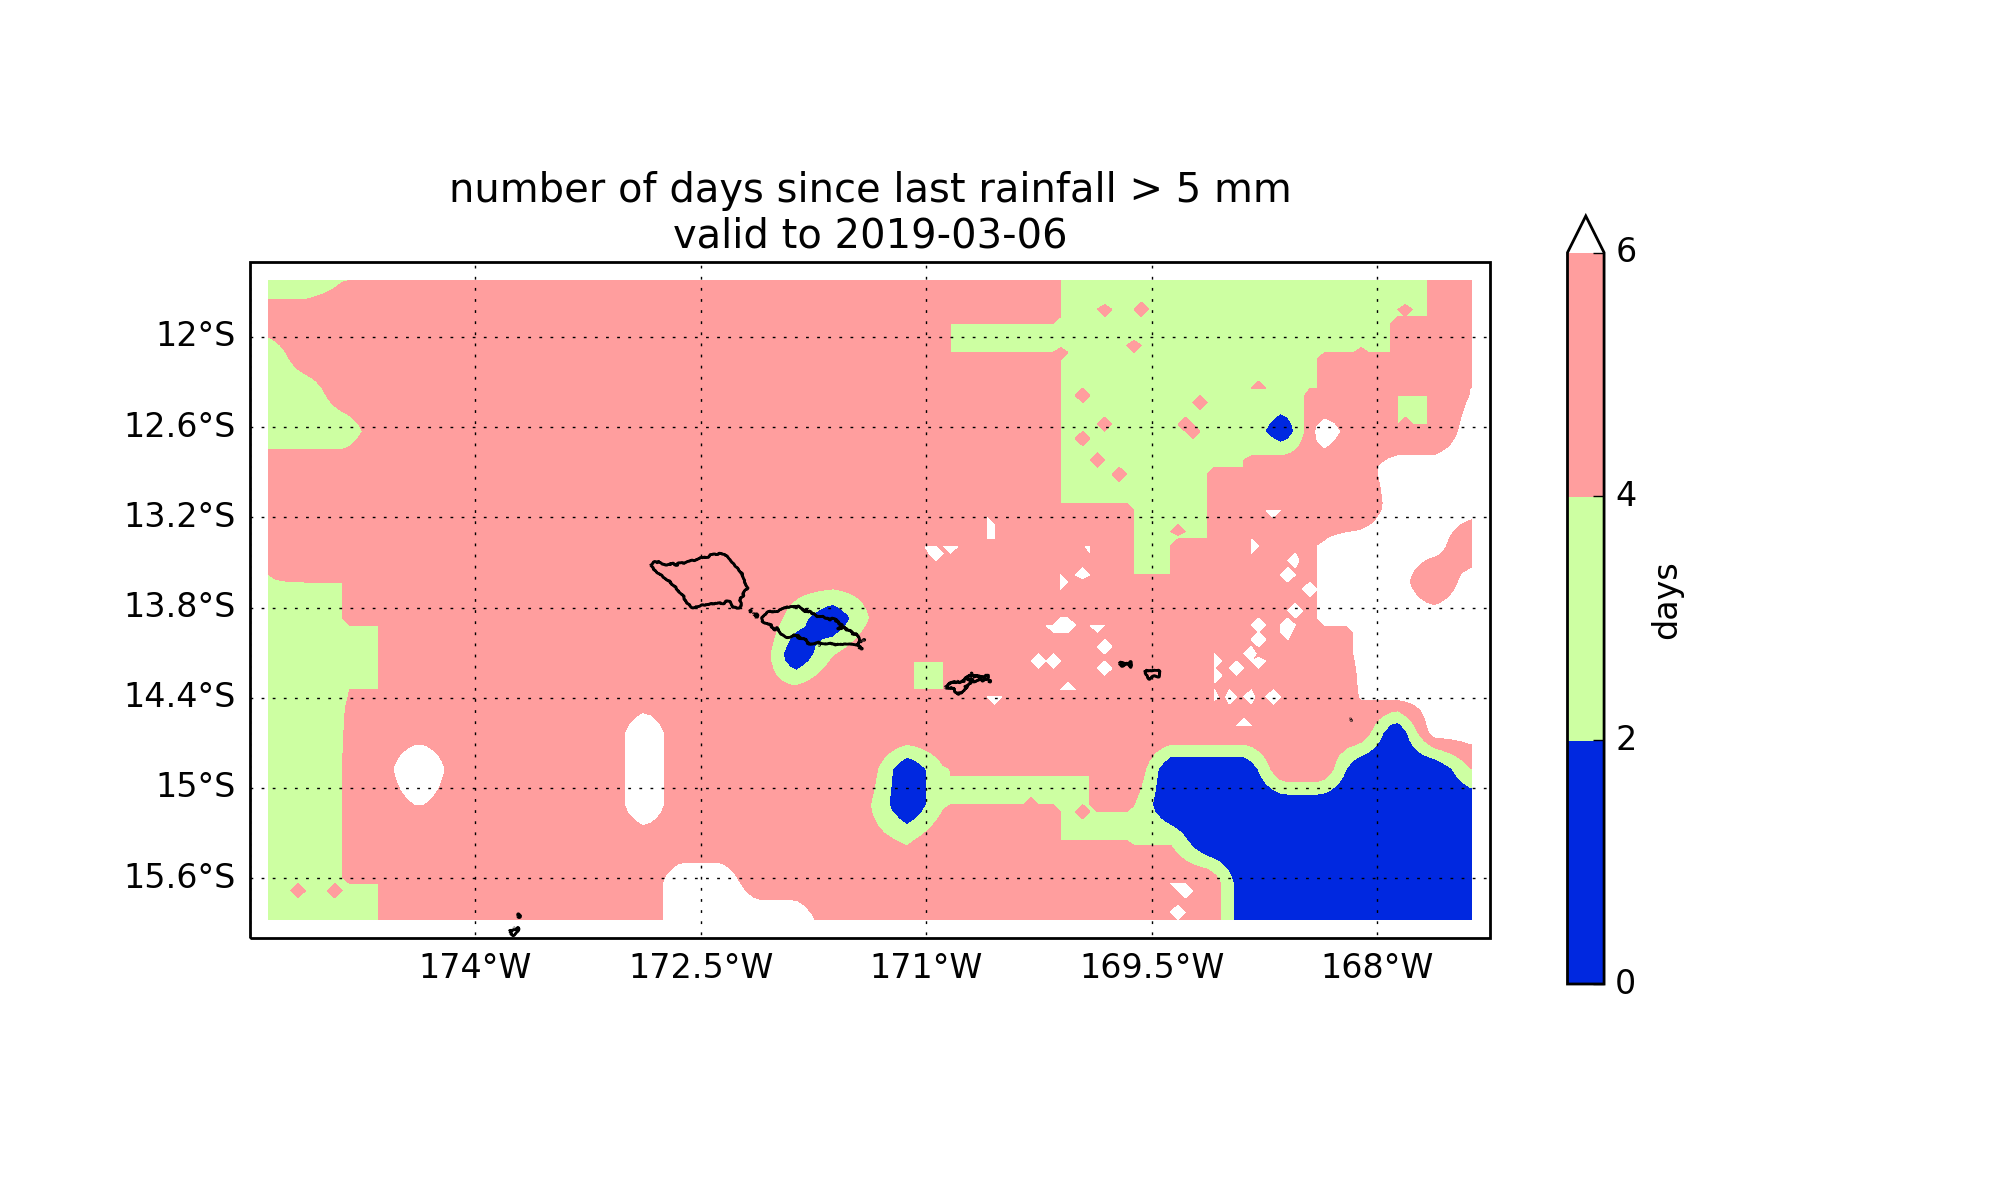 number of days since last rainfall > 5 mm
valid to 2019-03-06
12°S
12.6°S
13.2°S
13.8°S
14.4°S
15°S
15.6°S
174°W 172.5°W 171°W 169.5°W 168°W
6
4
2
0
days